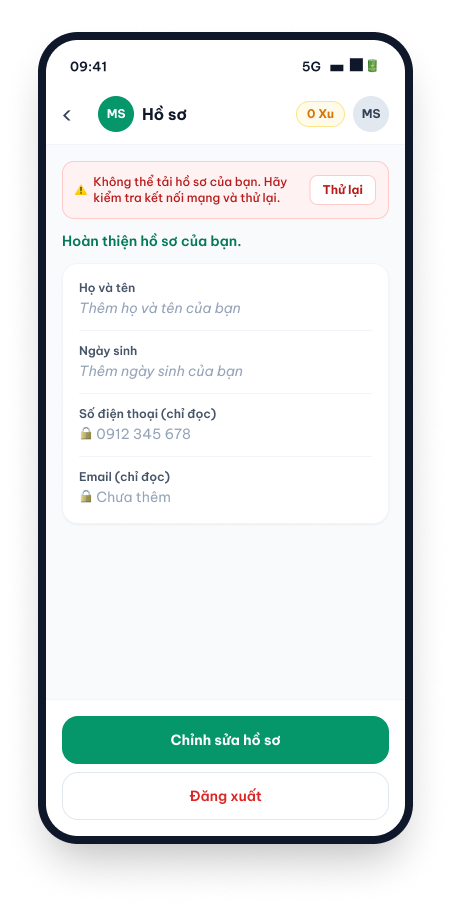 09:41 5G
MS Hồ sơ 0 Xu MS
Không thể tải hồ sơ của bạn. Hãy
kiểm tra kết nối mạng và thử lại.
Thử lại
Hoàn thiện hồ sơ của bạn.
Họ và tên
Thêm họ và tên của bạn
Ngày sinh
Thêm ngày sinh của bạn
Số điện thoại (chỉ đọc)
0912 345 678
Email (chỉ đọc)
Chưa thêm
Chỉnh sửa hồ sơ
Đăng xuất